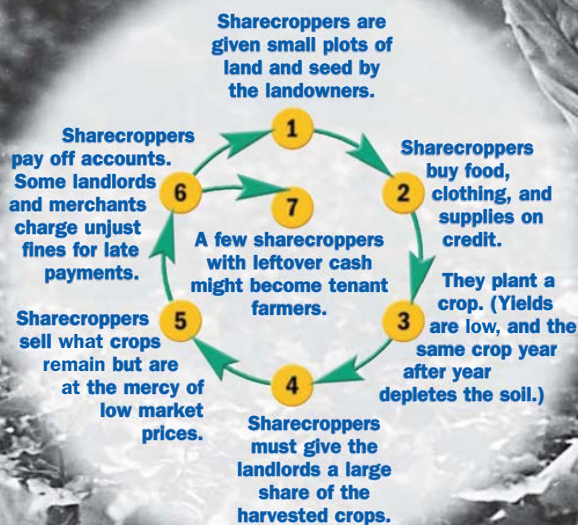 Sharecroppers are
given small plots of
land and seed by
the landowners.
1
Sharecroppers
buy food,
clothing, and
supplies on
credit.
2
They plant a
crop. (Yields
are low, and the
same crop year
after year
depletes the soil.)
3
4
Sharecroppers
must give the
landlords a large
share of the
harvested crops.
5
Sharecroppers
sell what crops
remain but are
at the mercy of
low market
prices.
6
Sharecroppers
pay off accounts.
Some landlords
and merchants
charge unjust
fines for late
payments.
7
A few sharecroppers
with leftover cash
might become tenant
farmers.